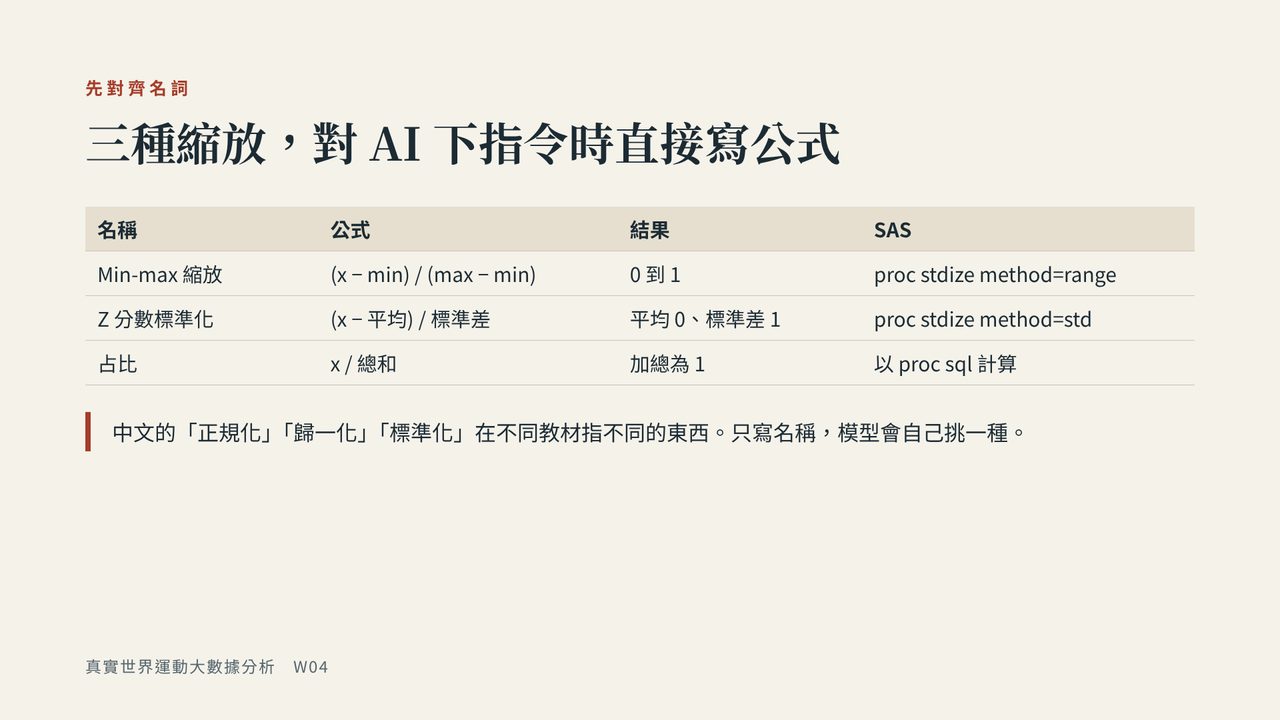 先對齊名詞
三種縮放，對 AI 下指令時直接寫公式
名稱 公式 結果 SAS
Min-max 縮放 (x − min) / (max − min) 0 到 1 proc stdize method=range
Z 分數標準化 (x − 平均) / 標準差 平均 0、標準差 1 proc stdize method=std
占比 x / 總和 加總為 1 以 proc sql 計算
中文的「正規化」「歸一化」「標準化」在不同教材指不同的東西。只寫名稱，模型會自己挑一種。
真實世界運動大數據分析 W04